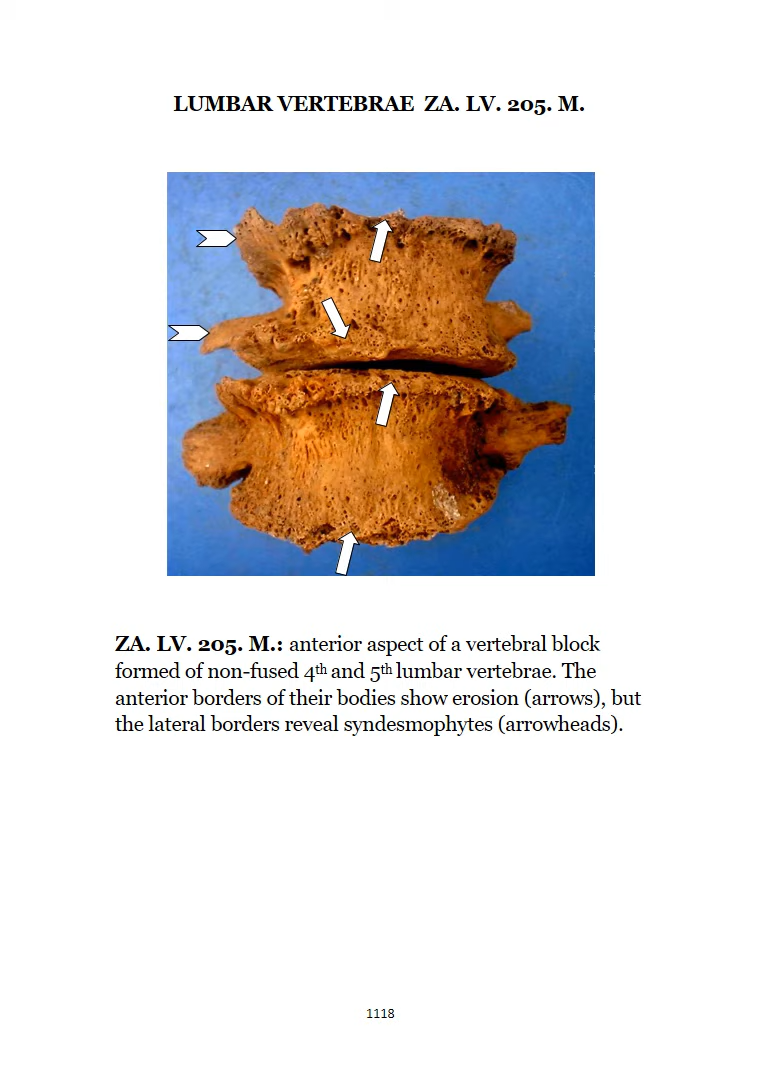 LUMBAR VERTEBRAE ZA. LV. 205. M.
ZA. LV. 205. M.: anterior aspect of a vertebral block
formed of non-fused 4th and 5th lumbar vertebrae. The
anterior borders of their bodies show erosion (arrows), but
the lateral borders reveal syndesmophytes (arrowheads).
1118